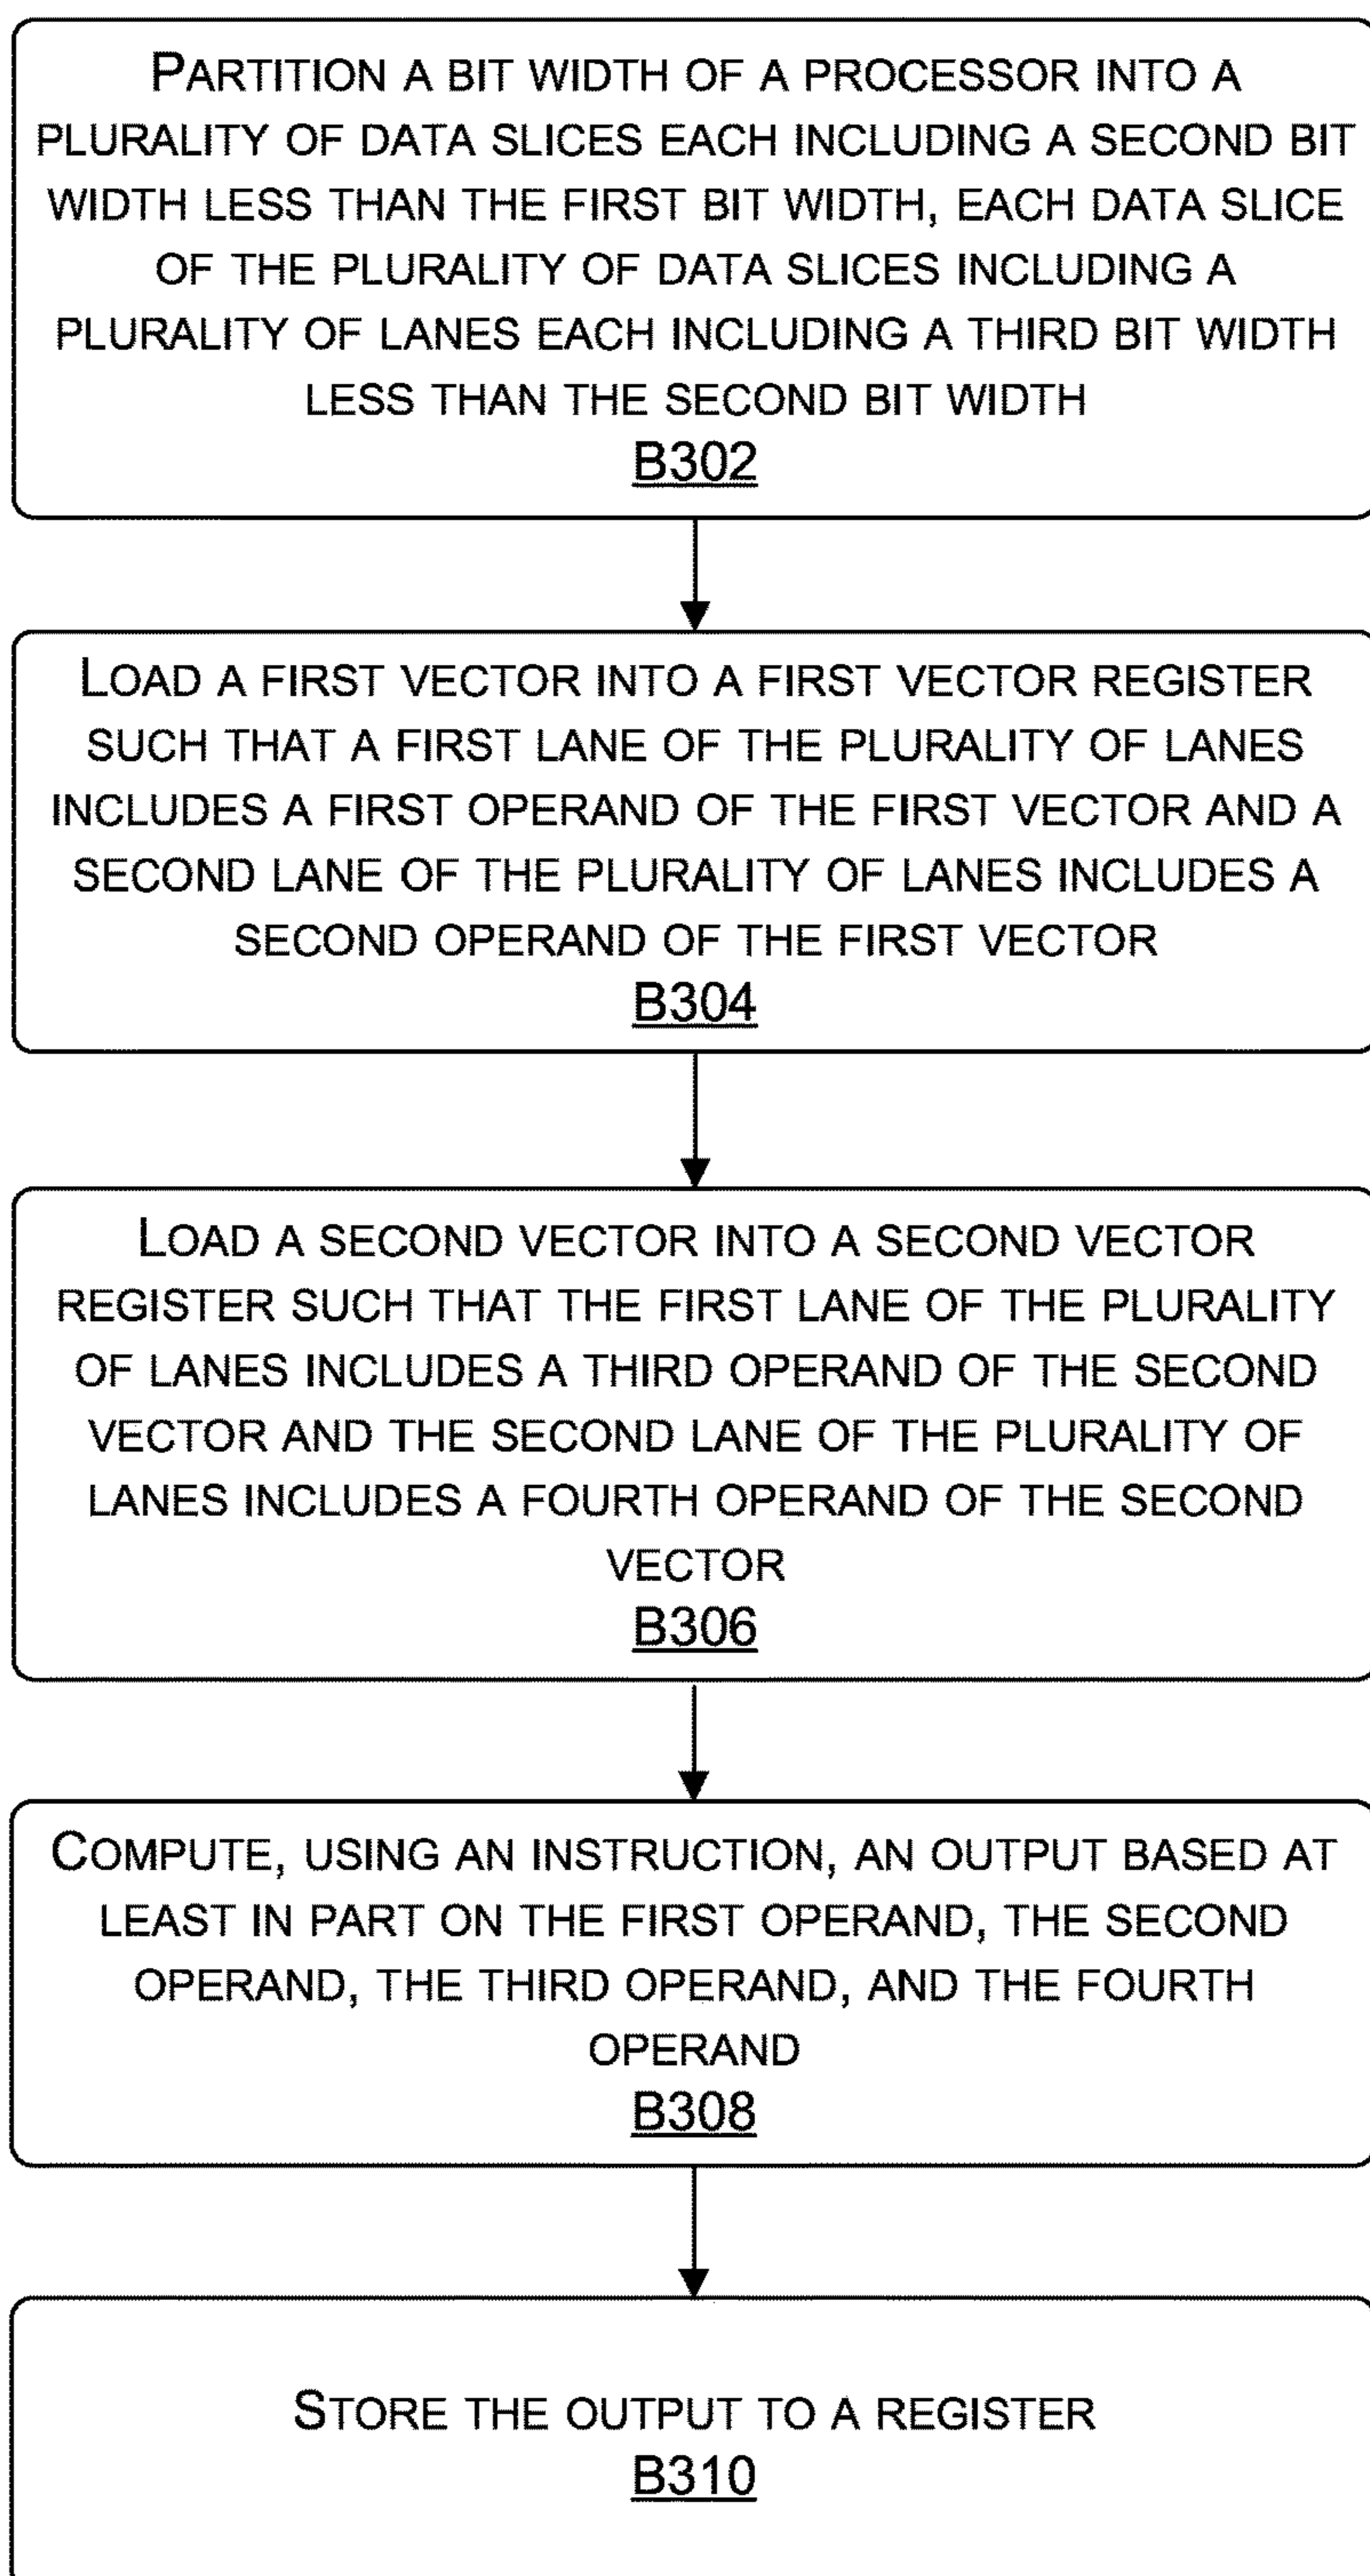 PARTITION A BIT WIDTH OF A PROCESSOR INTO A
PLURALITY OF DATA SLICES EACH INCLUDING A SECOND BIT
WIDTH LESS THAN THE FIRST BIT WIDTH, EACH DATA SLICE
OF THE PLURALITY OF DATA SLICES INCLUDING A
PLURALITY OF LANES EACH INCLUDING A THIRD BIT WIDTH
LESS THAN THE SECOND BIT WIDTH
B302
LOAD A FIRST VECTOR INTO A FIRST VECTOR REGISTER
SUCH THAT A FIRST LANE OF THE PLURALITY OF LANES
INCLUDES A FIRST OPERAND OF THE FIRST VECTOR AND A
SECOND LANE OF THE PLURALITY OF LANES INCLUDES A
SECOND OPERAND OF THE FIRST VECTOR
B304
LOAD A SECOND VECTOR INTO A SECOND VECTOR
REGISTER SUCH THAT THE FIRST LANE OF THE PLURALITY
OF LANES INCLUDES A THIRD OPERAND OF THE SECOND
VECTOR AND THE SECOND LANE OF THE PLURALITY OF
LANES INCLUDES A FOURTH OPERAND OF THE SECOND
VECTOR
B306
COMPUTE, USING AN INSTRUCTION, AN OUTPUT BASED AT
LEAST IN PART ON THE FIRST OPERAND, THE SECOND
OPERAND, THE THIRD OPERAND, AND THE FOURTH
OPERAND
B308
STORE THE OUTPUT TO A REGISTER
B310